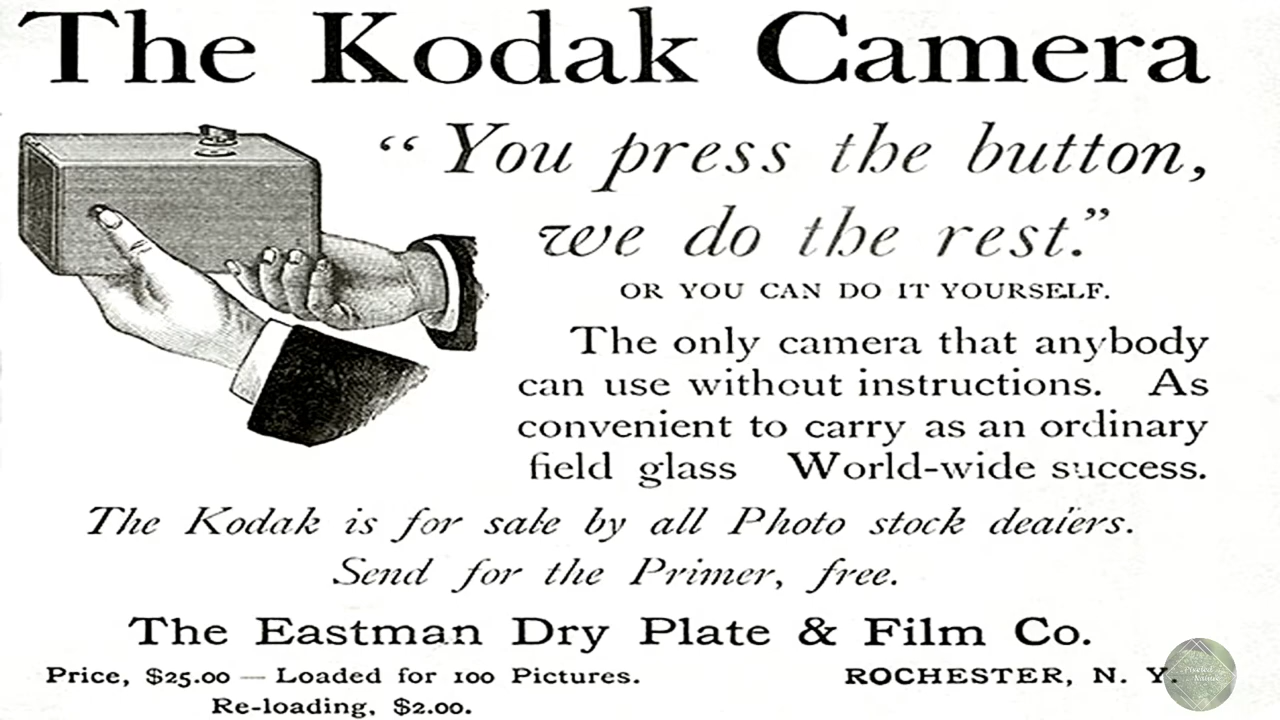 The Kodak Camera
“You press the button,
we do the rest.”
OR YOU CAN DO IT YOURSELF.
The only camera that anybody
can use without instructions. As
convenient to carry as an ordinary
field glass World-wide success.
The Kodak is for sale by all Photo stock dealers.
Send for the Primer, free.
The Eastman Dry Plate & Film Co.
Price, $25.00 — Loaded for 100 Pictures.
Re-loading, $2.00.
ROCHESTER, N. Y.